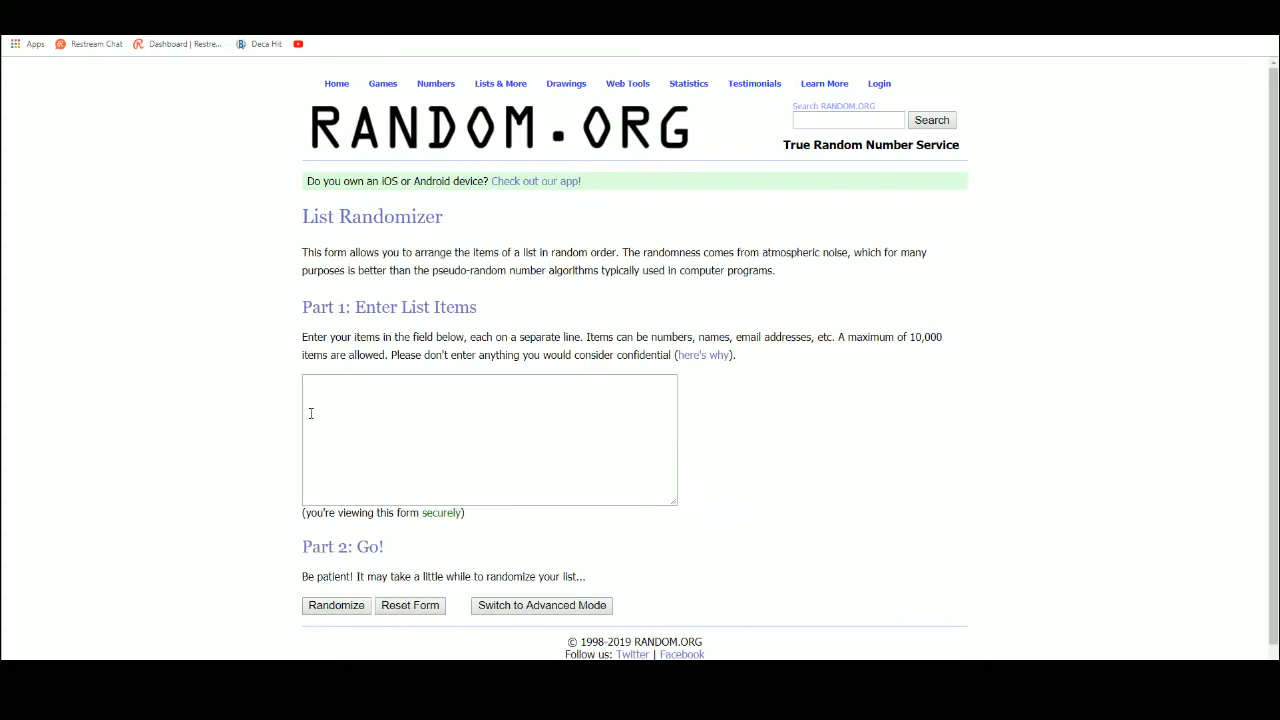 Apps Restream Chat Dashboard | Restre... Deca Hit
Home Games Numbers Lists & More Drawings Web Tools Statistics Testimonials Learn More Login
RANDOM.ORG
Search RANDOM.ORG
Search
True Random Number Service
Do you own an iOS or Android device? Check out our app!
List Randomizer
This form allows you to arrange the items of a list in random order. The randomness comes from atmospheric noise, which for many
purposes is better than the pseudo-random number algorithms typically used in computer programs.
Part 1: Enter List Items
Enter your items in the field below, each on a separate line. Items can be numbers, names, email addresses, etc. A maximum of 10,000
items are allowed. Please don't enter anything you would consider confidential (here's why).
(you're viewing this form securely)
Part 2: Go!
Be patient! It may take a little while to randomize your list...
Randomize Reset Form Switch to Advanced Mode
© 1998-2019 RANDOM.ORG
Follow us: Twitter | Facebook